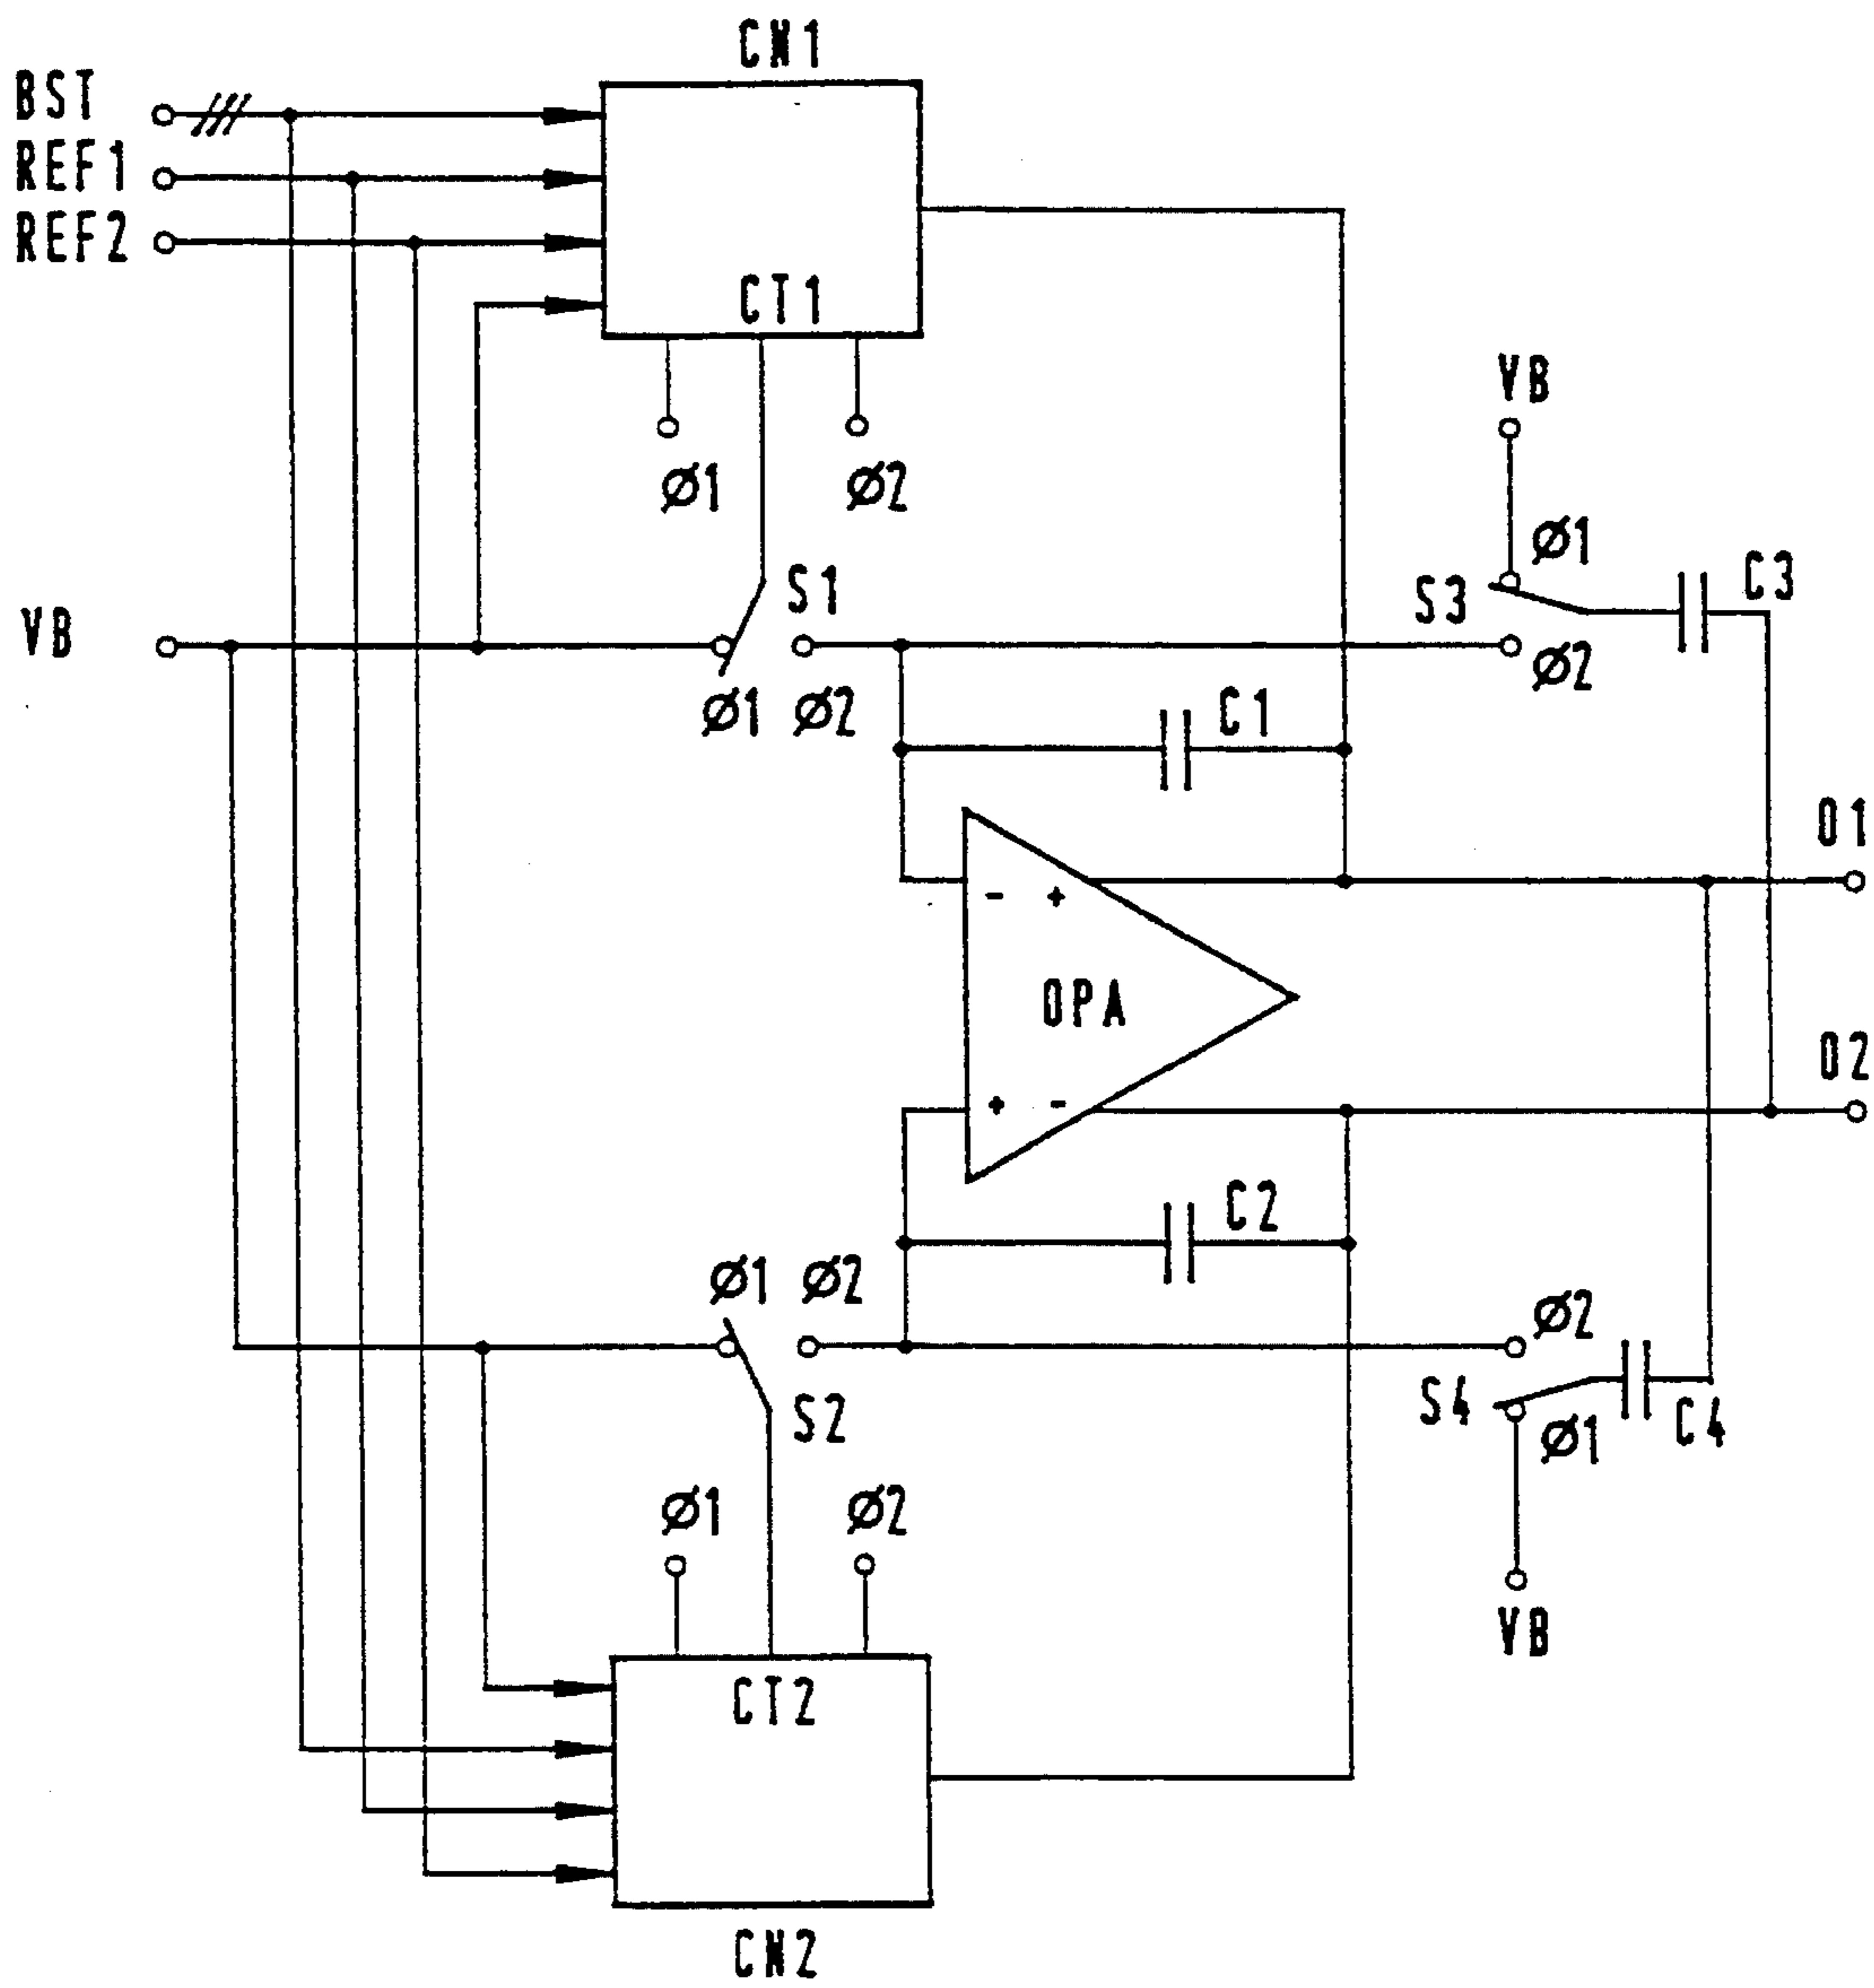 CN1
BST
REF1
REF2
CT1
Ø1
Ø2
VB
VB
S1
Ø1
S3
C3
Ø2
Ø1 Ø2
C1
- +
O1
OPA
O2
+ -
C2
Ø1 Ø2
Ø2
S2
S4
Ø1
C4
Ø1
Ø2
VB
CT2
CN2